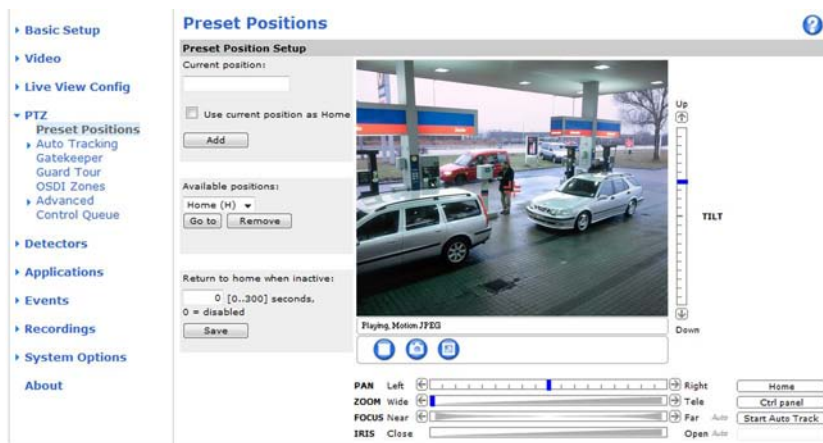 Basic Setup
Video
Live View Config
PTZ
Preset Positions
Auto Tracking
Gatekeeper
Guard Tour
OSDI Zones
Advanced
Control Queue
Detectors
Applications
Events
Recordings
System Options
About
Preset Positions
?
Preset Position Setup
Current position:
Use current position as Home
Add
Available positions:
Home (H)
Go to Remove
Return to home when inactive:
0 [0..300] seconds,
0 = disabled
Save
Playing, Motion JPEG
Up
TILT
Down
PAN Left Right Home
ZOOM Wide Tele Ctrl panel
FOCUS Near Far Auto Start Auto Track
IRIS Close Open Auto